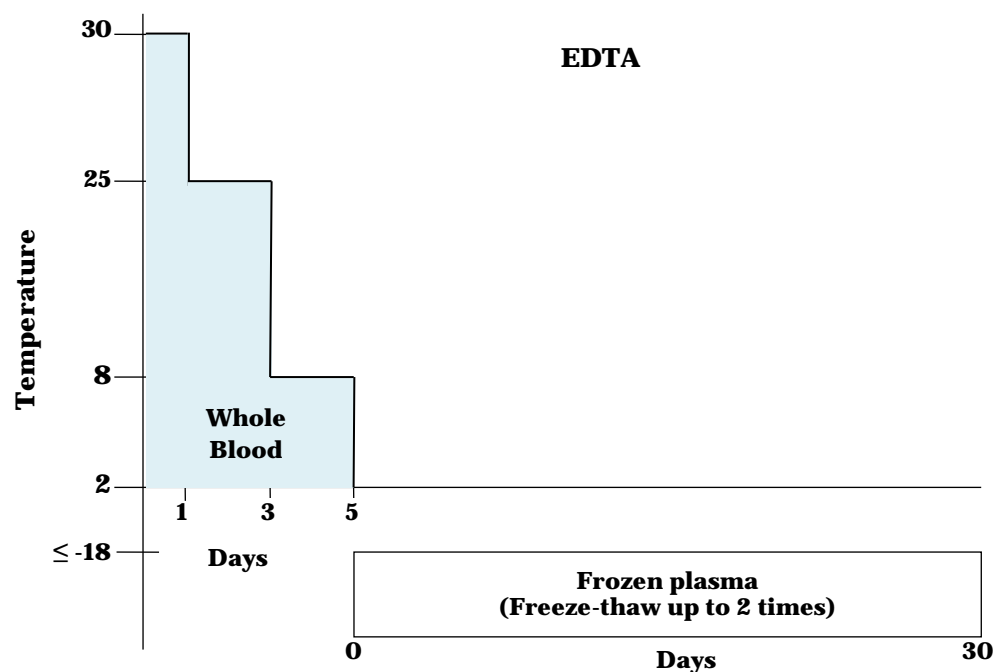 EDTA
30
25
Temperature
8
Whole
Blood
2
1 3 5
≤ -18
Days
Frozen plasma
(Freeze-thaw up to 2 times)
0 30
Days